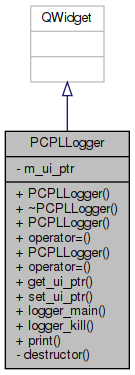 QWidget
PCPLLogger
- m_ui_ptr
+ PCPLLogger()
+ ~PCPLLogger()
+ PCPLLogger()
+ operator=()
+ PCPLLogger()
+ operator=()
+ get_ui_ptr()
+ set_ui_ptr()
+ logger_main()
+ logger_kill()
+ print()
- destructor()